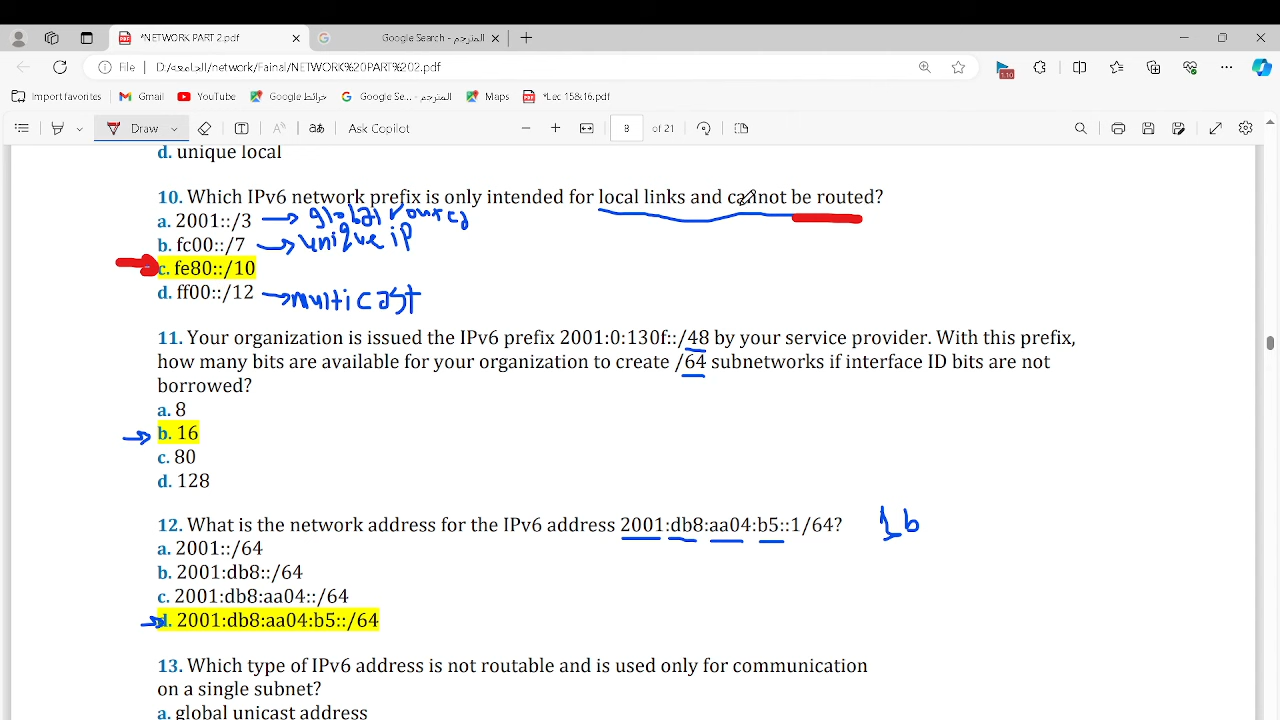 *NETWORK PART 2.pdf
المترجم - Google Search
File D:/الجامعه/network/Fainal/NETWORK%20PART%202.pdf
1.10
Import favorites Gmail YouTube خرائط Google المترجم - Google Se... Maps *Lec 15&16.pdf
Draw Ask Copilot 8 of 21
d. unique local
10. Which IPv6 network prefix is only intended for local links and cannot be routed?
a. 2001::/3 global routed
b. fc00::/7 unique ip
c. fe80::/10
d. ff00::/12 multicast
11. Your organization is issued the IPv6 prefix 2001:0:130f::/48 by your service provider. With this prefix,
how many bits are available for your organization to create /64 subnetworks if interface ID bits are not
borrowed?
a. 8
b. 16
c. 80
d. 128
12. What is the network address for the IPv6 address 2001:db8:aa04:b5::1/64? 1b
a. 2001::/64
b. 2001:db8::/64
c. 2001:db8:aa04::/64
d. 2001:db8:aa04:b5::/64
13. Which type of IPv6 address is not routable and is used only for communication
on a single subnet?
a. global unicast address